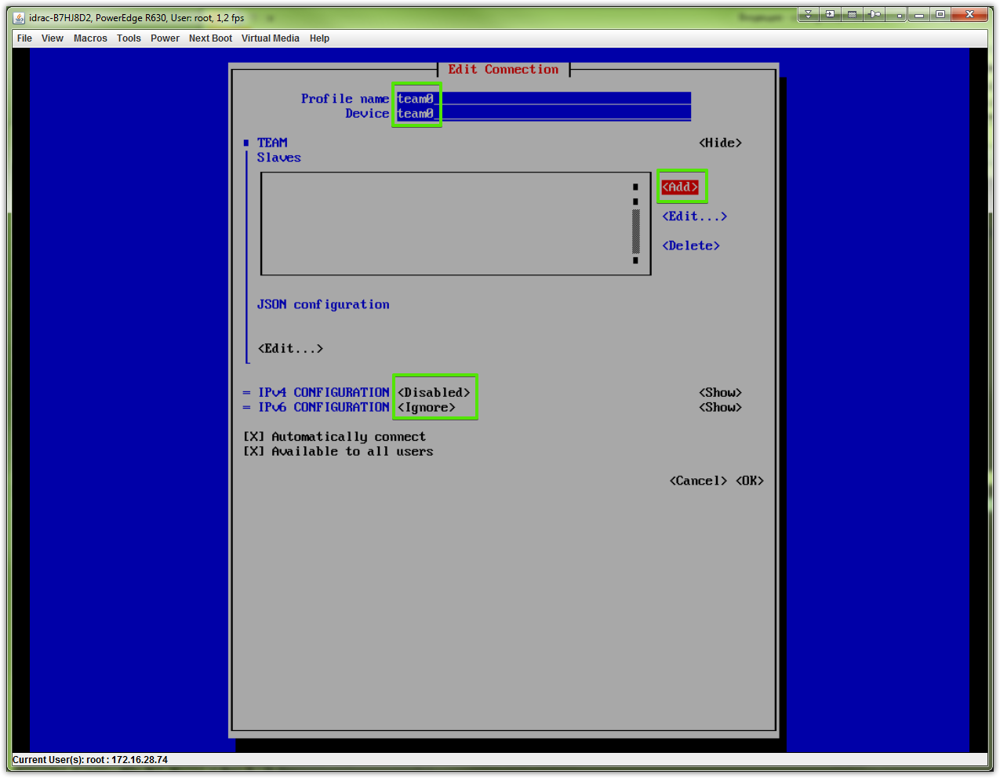 idrac-B7HJ8D2, PowerEdge R630, User: root, 1,2 fps
File View Macros Tools Power Next Boot Virtual Media Help
Edit Connection
Profile name team0
Device team0
TEAM <Hide>
Slaves
<Add>
<Edit...>
<Delete>
JSON configuration
<Edit...>
= IPv4 CONFIGURATION <Disabled> <Show>
= IPv6 CONFIGURATION <Ignore> <Show>
[X] Automatically connect
[X] Available to all users
<Cancel> <OK>
Current User(s): root : 172.16.28.74